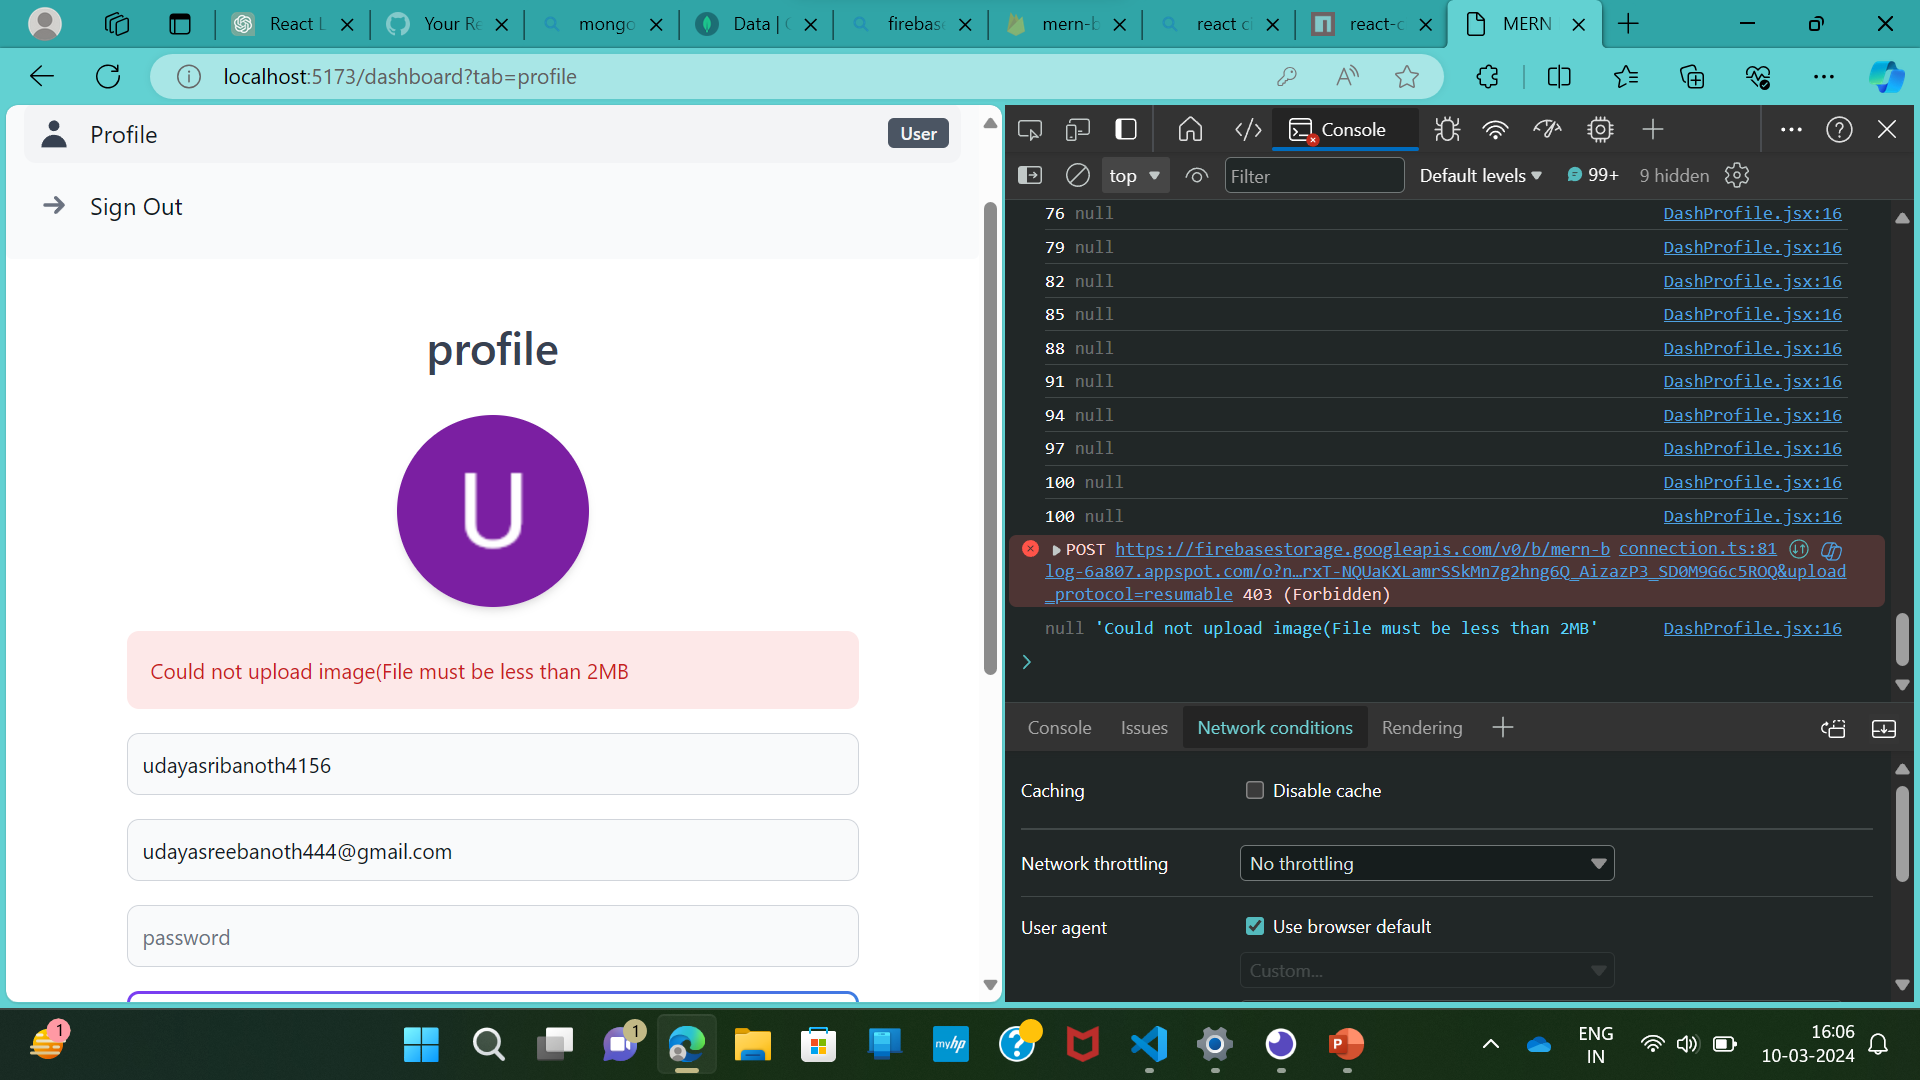 React L
Your Re
mongo
Data | (
firebas
mern-b
react ci
react-c
MERN
localhost:5173/dashboard?tab=profile
Profile
User
Sign Out
profile
U
Could not upload image(File must be less than 2MB
udayasribanoth4156
udayasreebanoth444@gmail.com
password
Console
top
Filter
Default levels
99+
9 hidden
76 null DashProfile.jsx:16
79 null DashProfile.jsx:16
82 null DashProfile.jsx:16
85 null DashProfile.jsx:16
88 null DashProfile.jsx:16
91 null DashProfile.jsx:16
94 null DashProfile.jsx:16
97 null DashProfile.jsx:16
100 null DashProfile.jsx:16
100 null DashProfile.jsx:16
POST https://firebasestorage.googleapis.com/v0/b/mern-b connection.ts:81
log-6a807.appspot.com/o?n…rxT-NQUaKXLamrSSkMn7g2hng6Q_AizazP3_SD0M9G6c5ROQ&upload
_protocol=resumable 403 (Forbidden)
null 'Could not upload image(File must be less than 2MB' DashProfile.jsx:16
Console Issues Network conditions Rendering
Caching Disable cache
Network throttling No throttling
User agent Use browser default
Custom...
1
1
myhp
P
ENG
IN
16:06
10-03-2024